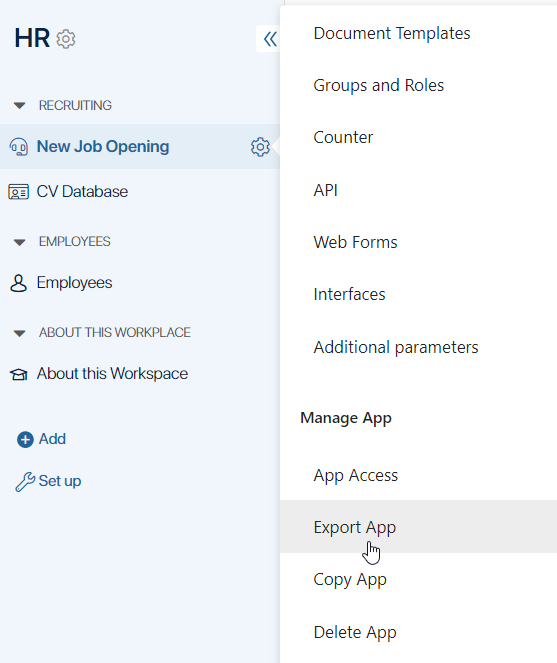 HR
RECRUITING
New Job Opening
CV Database
EMPLOYEES
Employees
ABOUT THIS WORKPLACE
About this Workspace
Add
Set up
Document Templates
Groups and Roles
Counter
API
Web Forms
Interfaces
Additional parameters
Manage App
App Access
Export App
Copy App
Delete App